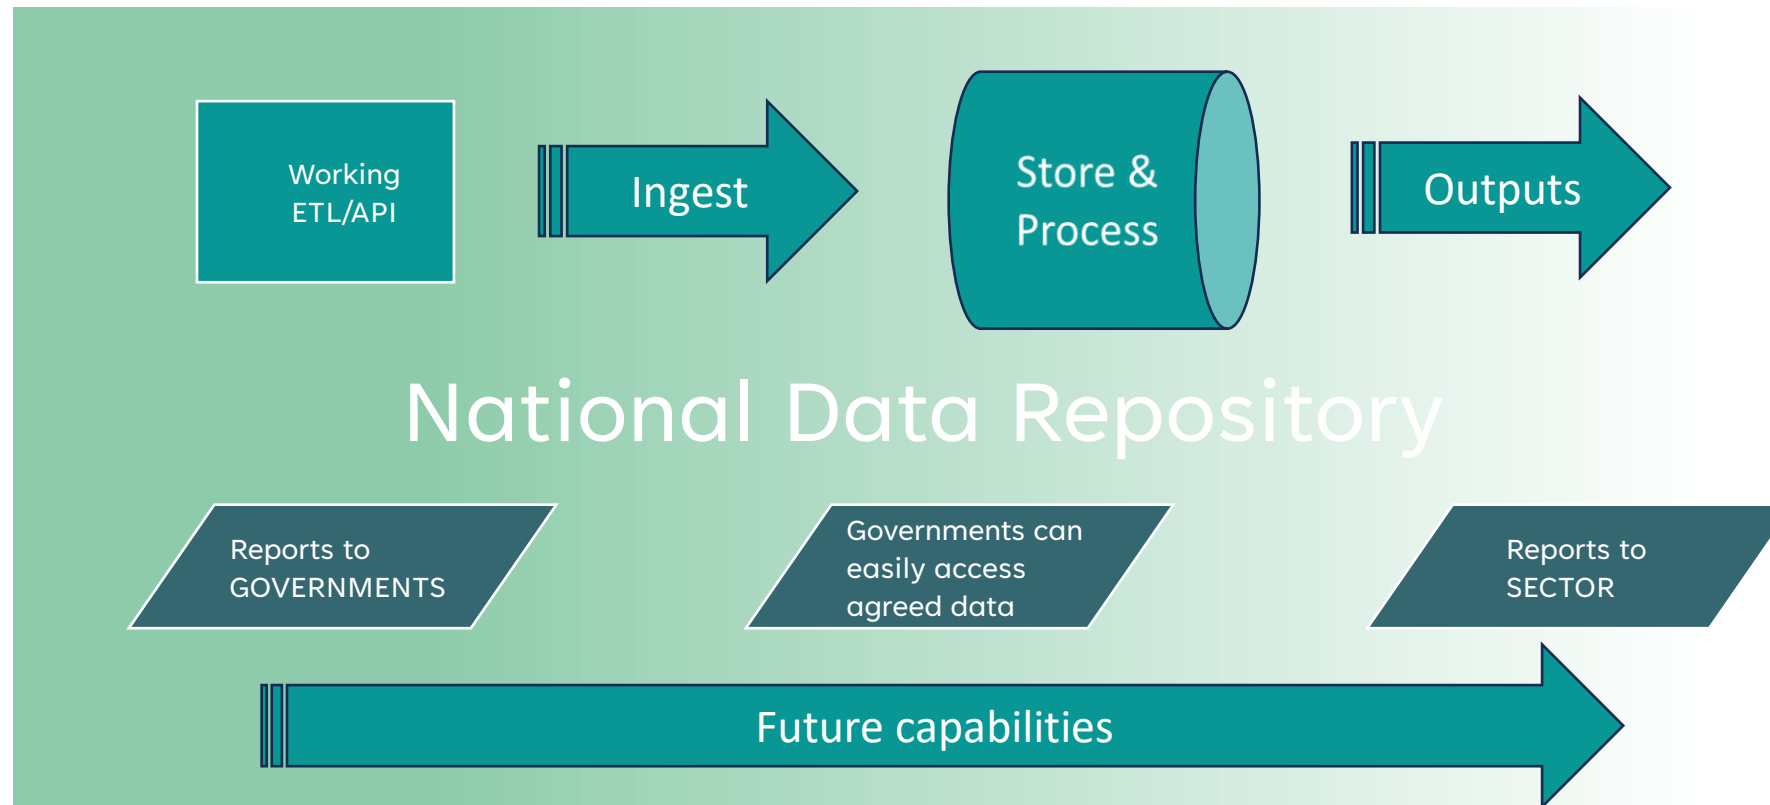 Working
ETL/API
Ingest
Store &
Process
Outputs
National Data Repository
Reports to
GOVERNMENTS
Governments can
easily access
agreed data
Reports to
SECTOR
Future capabilities